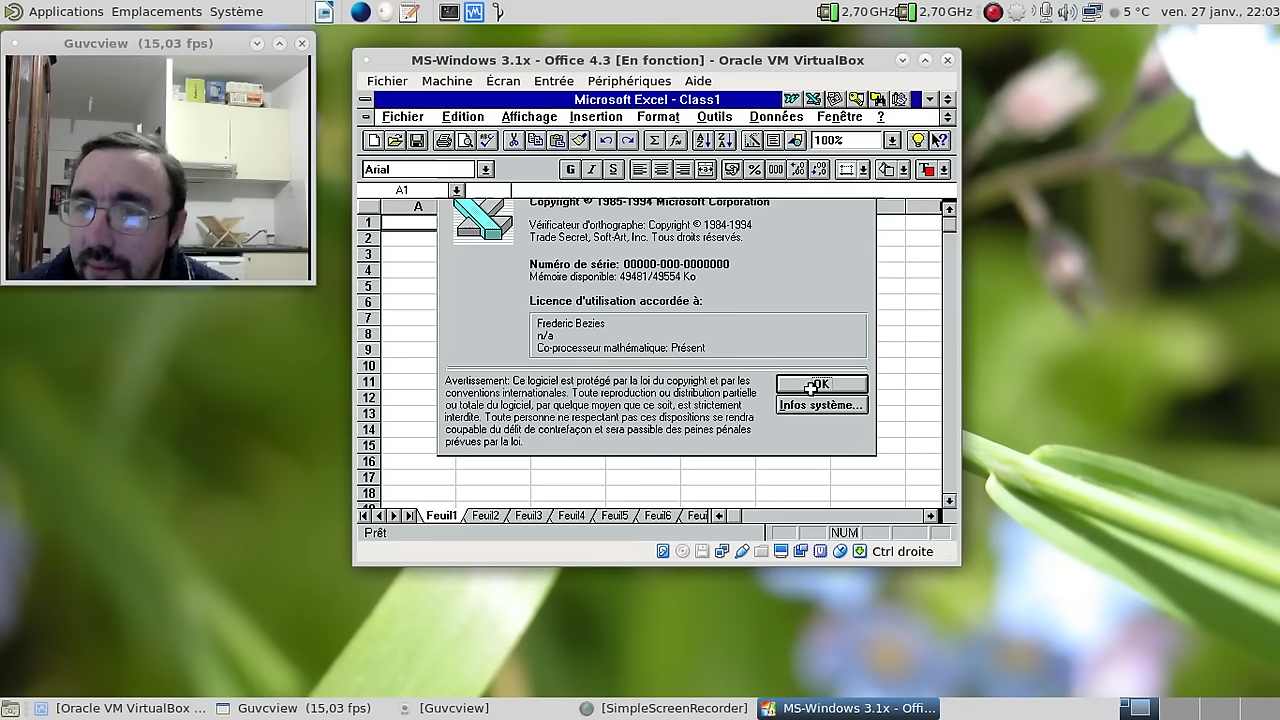 Applications Emplacements Système
2,70 GHz 2,70 GHz 5 °C ven. 27 janv., 22:03
Guvcview (15,03 fps)
MS-Windows 3.1x - Office 4.3 [En fonction] - Oracle VM VirtualBox
Fichier Machine Écran Entrée Périphériques Aide
Microsoft Excel - Class1
Fichier Edition Affichage Insertion Format Outils Données Fenêtre ?
100%
Arial
G I S
% 000
A1
A
1
2
3
4
5
6
7
8
9
10
11
12
13
14
15
16
17
18
Copyright © 1985-1994 Microsoft Corporation
Vérificateur d'orthographe: Copyright © 1984-1994
Trade Secret, Soft-Art, Inc. Tous droits réservés.
Numéro de série: 00000-000-0000000
Mémoire disponible: 49481/49554 Ko
Licence d'utilisation accordée à:
Frederic Bezies
n/a
Co-processeur mathématique: Présent
Avertissement: Ce logiciel est protégé par la loi du copyright et par les
conventions internationales. Toute reproduction ou distribution partielle
ou totale du logiciel, par quelque moyen que ce soit, est strictement
interdite. Toute personne ne respectant pas ces dispositions se rendra
coupable du délit de contrefaçon et sera passible des peines pénales
prévues par la loi.
OK
Infos système...
Feuil1 Feuil2 Feuil3 Feuil4 Feuil5 Feuil6 Feui
Prêt NUM
Ctrl droite
[Oracle VM VirtualBox ... Guvcview (15,03 fps) [Guvcview] [SimpleScreenRecorder] MS-Windows 3.1x - Offi...